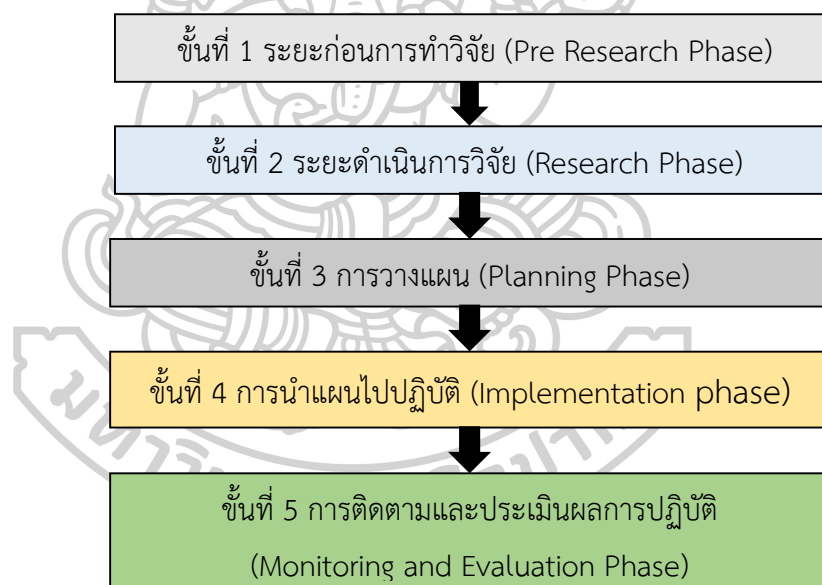 ขั้นที่ 1 ระยะก่อนการทำวิจัย (Pre Research Phase)
ขั้นที่ 2 ระยะดำเนินการวิจัย (Research Phase)
ขั้นที่ 3 การวางแผน (Planning Phase)
ขั้นที่ 4 การนำแผนไปปฏิบัติ (Implementation phase)
ขั้นที่ 5 การติดตามและประเมินผลการปฏิบัติ
(Monitoring and Evaluation Phase)